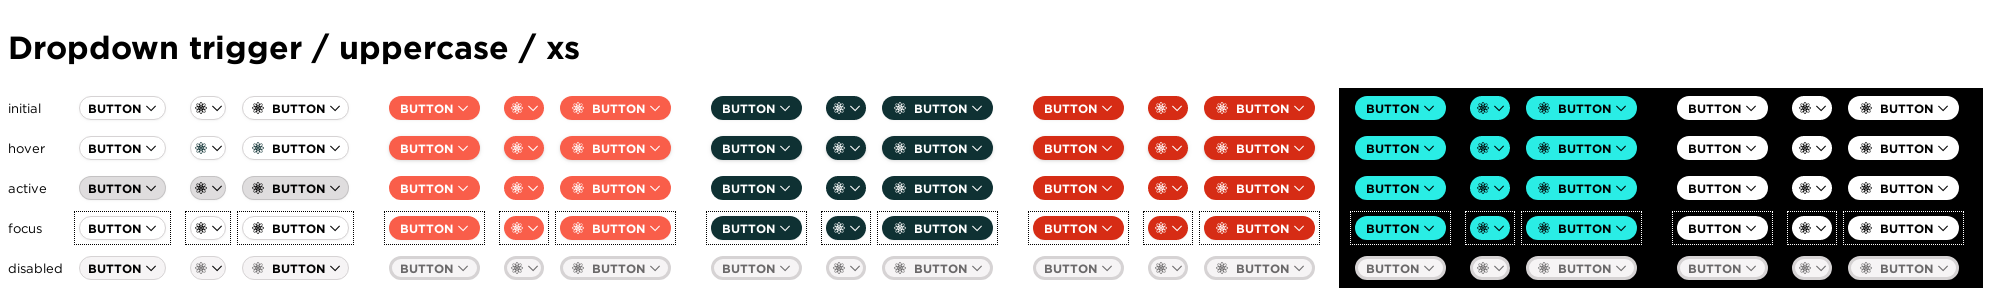 Dropdown trigger / uppercase / xs
initial BUTTON BUTTON BUTTON BUTTON BUTTON BUTTON BUTTON BUTTON BUTTON BUTTON BUTTON BUTTON
hover BUTTON BUTTON BUTTON BUTTON BUTTON BUTTON BUTTON BUTTON BUTTON BUTTON BUTTON BUTTON
active BUTTON BUTTON BUTTON BUTTON BUTTON BUTTON BUTTON BUTTON BUTTON BUTTON BUTTON BUTTON
focus BUTTON BUTTON BUTTON BUTTON BUTTON BUTTON BUTTON BUTTON BUTTON BUTTON BUTTON BUTTON
disabled BUTTON BUTTON BUTTON BUTTON BUTTON BUTTON BUTTON BUTTON BUTTON BUTTON BUTTON BUTTON